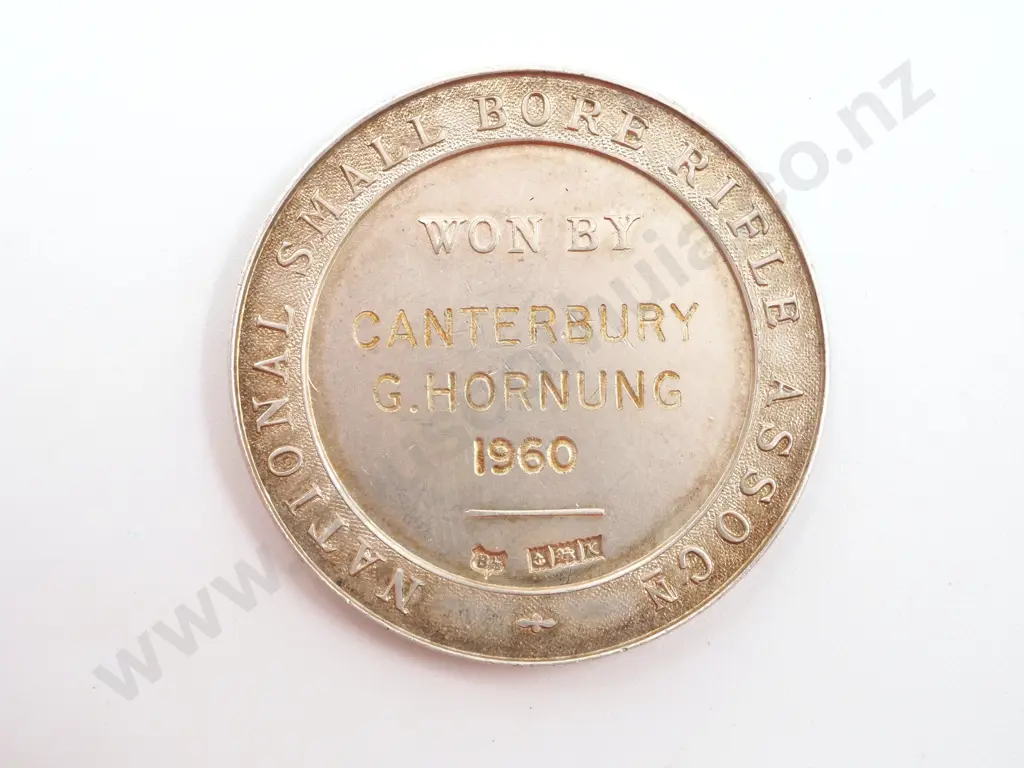 NATIONAL SMALL BORE RIFLE ASSOCN
WON BY
CANTERBURY
G. HORNUNG
1960
K